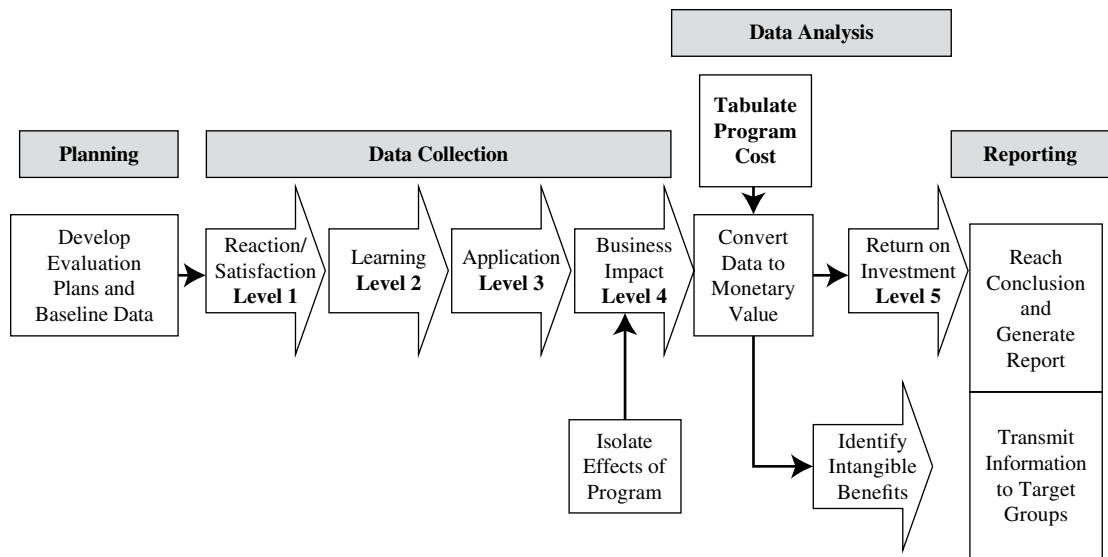 Data Analysis
Tabulate
Program
Cost
Planning
Data Collection
Reporting
Develop
Evaluation
Plans and
Baseline Data
Reaction/
Satisfaction
Level 1
Learning
Level 2
Application
Level 3
Business
Impact
Level 4
Convert
Data to
Monetary
Value
Return on
Investment
Level 5
Reach
Conclusion
and
Generate
Report
Isolate
Effects of
Program
Identify
Intangible
Benefits
Transmit
Information
to Target
Groups